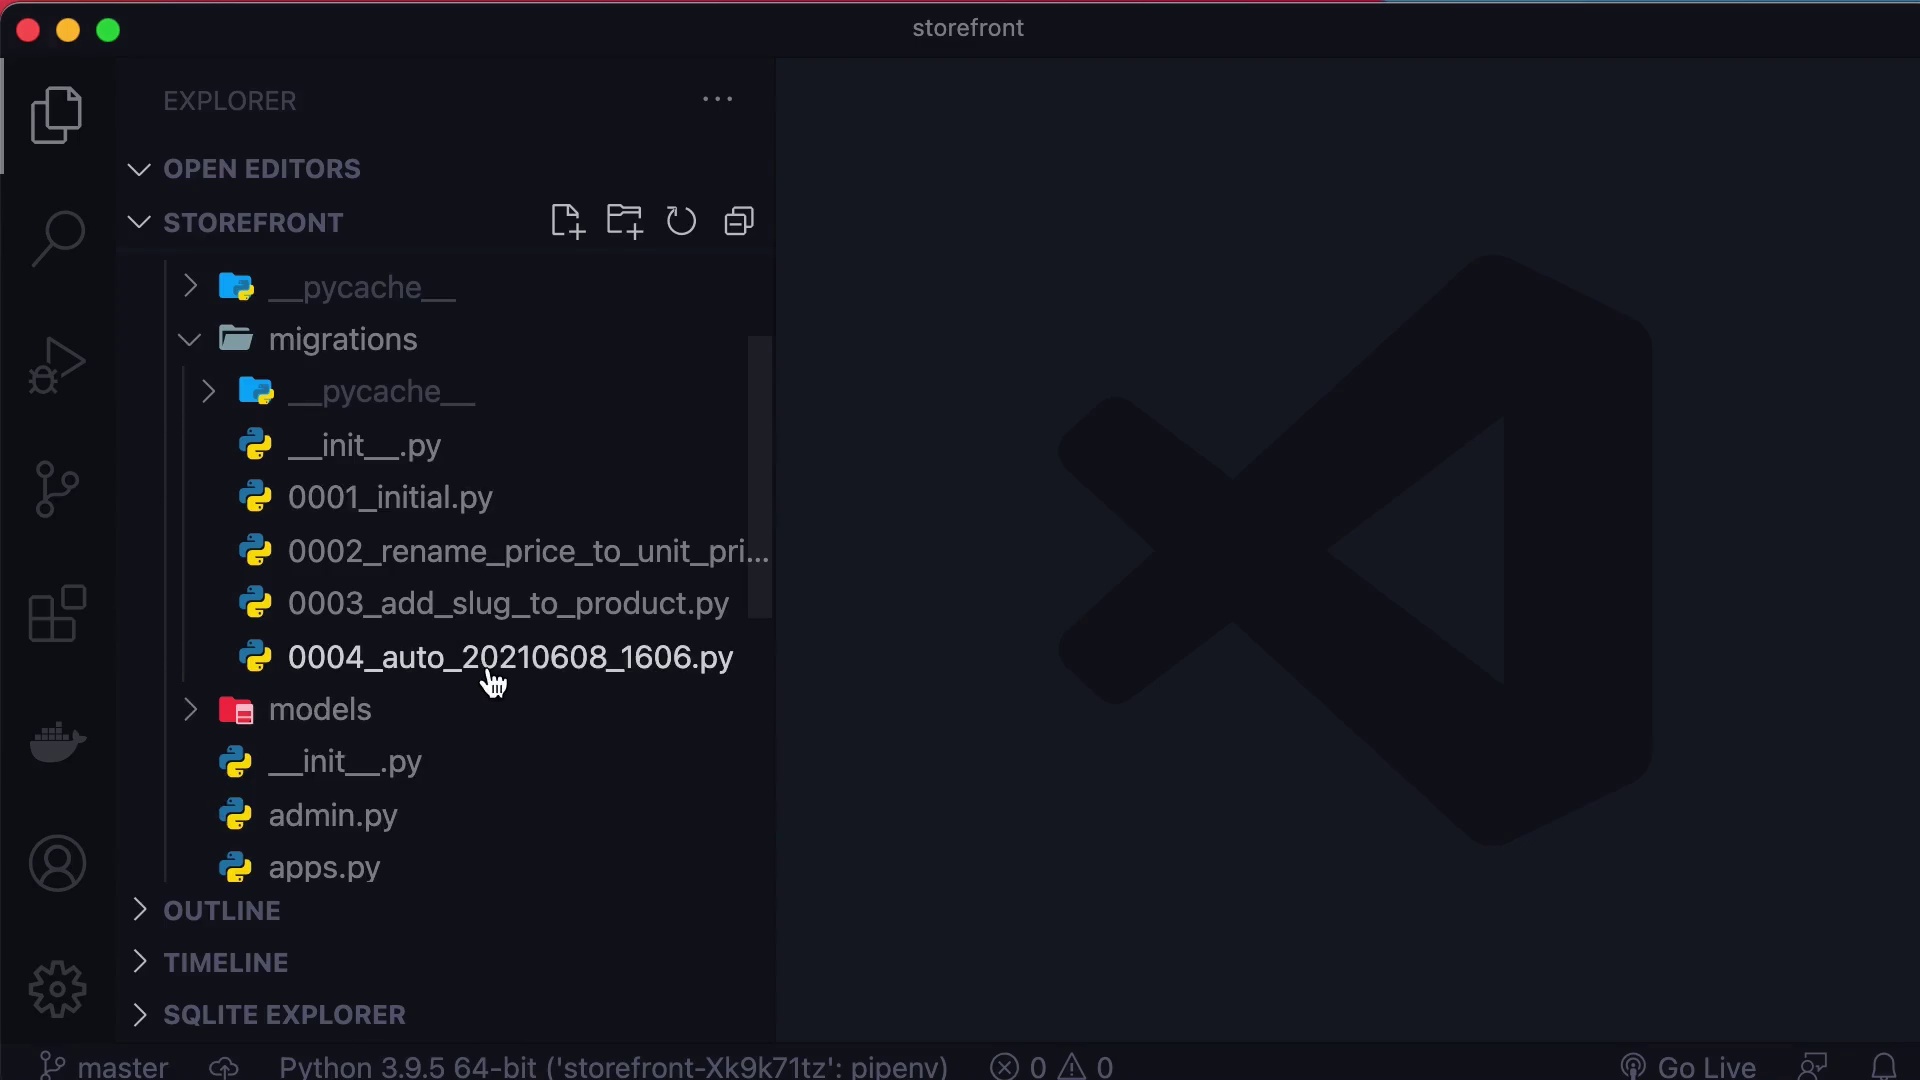 storefront
EXPLORER
OPEN EDITORS
STOREFRONT
__pycache__
migrations
__pycache__
__init__.py
0001_initial.py
0002_rename_price_to_unit_pri...
0003_add_slug_to_product.py
0004_auto_20210608_1606.py
models
__init__.py
admin.py
apps.py
OUTLINE
TIMELINE
SQLITE EXPLORER
master Python 3.9.5 64-bit ('storefront-Xk9k71tz': pipenv) 0 0 Go Live